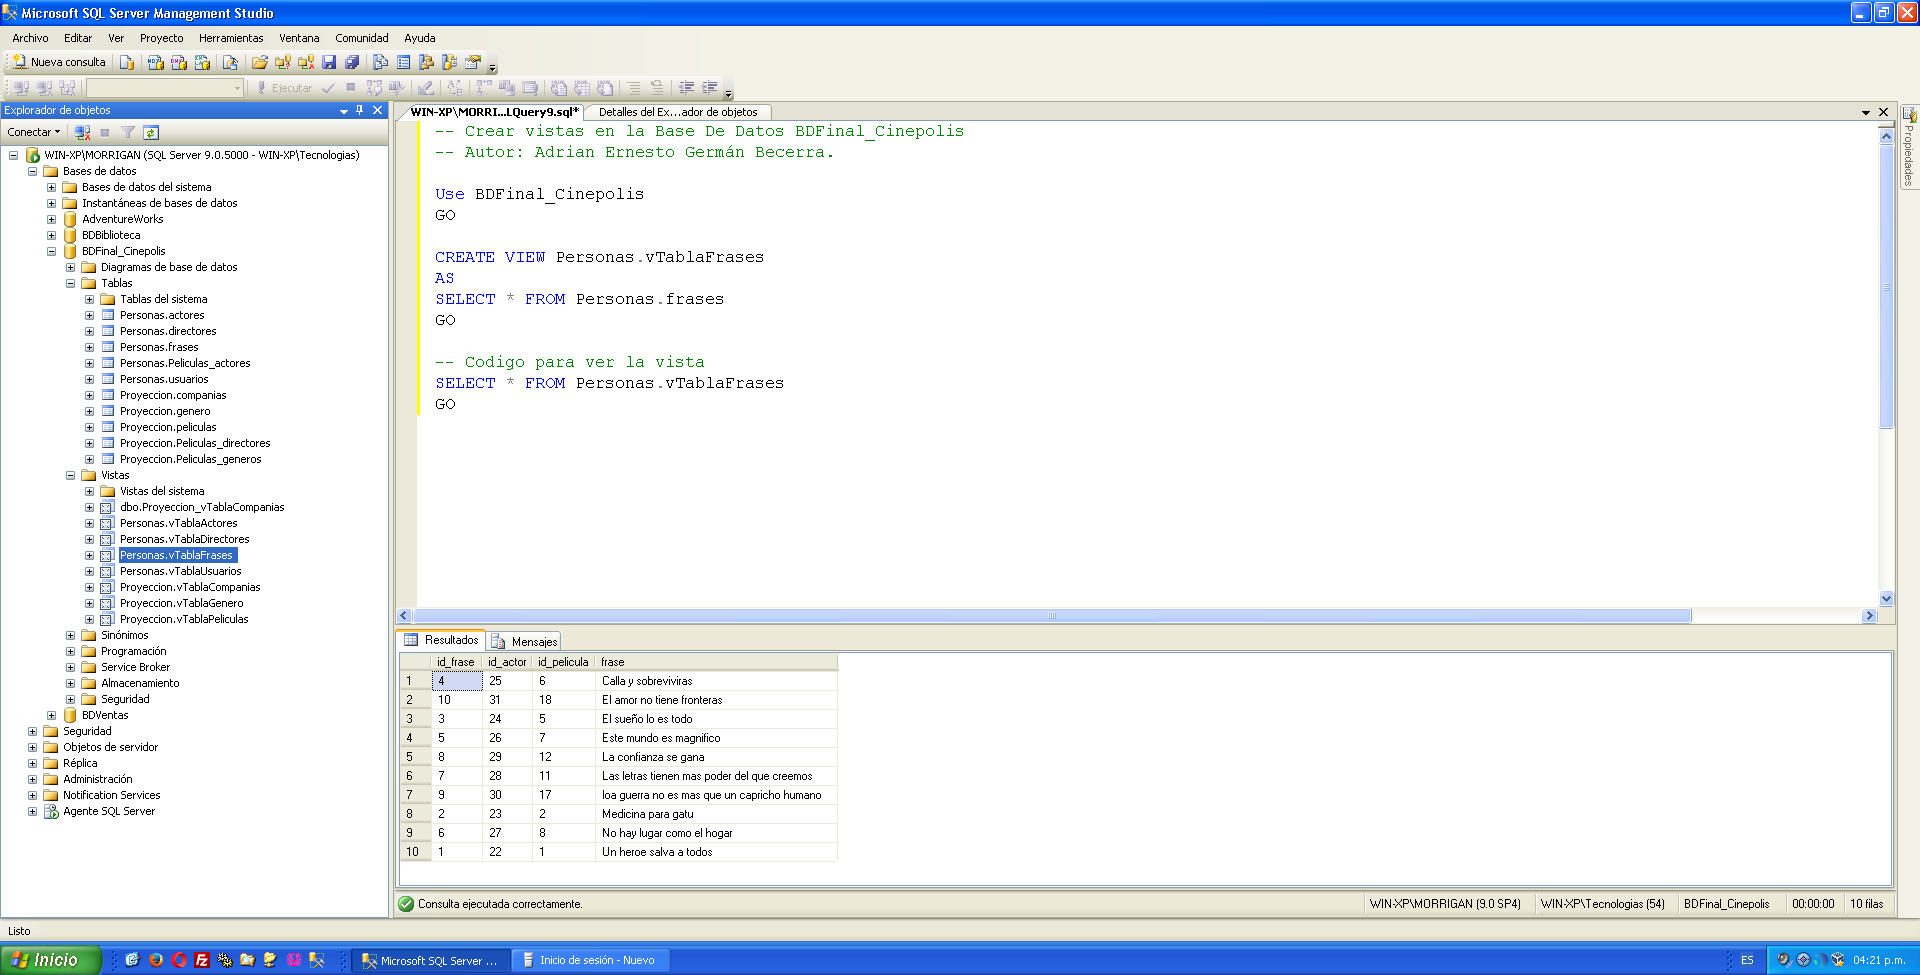 Microsoft SQL Server Management Studio
Archivo Editar Ver Proyecto Herramientas Ventana Comunidad Ayuda
Nueva consulta
Ejecutar
Explorador de objetos
Conectar
WIN-XP\MORRIGAN (SQL Server 9.0.5000 - WIN-XP\Tecnologias)
Bases de datos
Bases de datos del sistema
Instantáneas de bases de datos
AdventureWorks
BDBiblioteca
BDFinal_Cinepolis
Diagramas de base de datos
Tablas
Tablas del sistema
Personas.actores
Personas.directores
Personas.frases
Personas.Peliculas_actores
Personas.usuarios
Proyeccion.companias
Proyeccion.genero
Proyeccion.peliculas
Proyeccion.Peliculas_directores
Proyeccion.Peliculas_generos
Vistas
Vistas del sistema
dbo.Proyeccion_vTablaCompanias
Personas.vTablaActores
Personas.vTablaDirectores
Personas.vTablaFrases
Personas.vTablaUsuarios
Proyeccion.vTablaCompanias
Proyeccion.vTablaGenero
Proyeccion.vTablaPeliculas
Sinónimos
Programación
Service Broker
Almacenamiento
Seguridad
BDVentas
Seguridad
Objetos de servidor
Réplica
Administración
Notification Services
Agente SQL Server
WIN-XP\MORRI...LQuery9.sql* Detalles del Ex...ador de objetos
-- Crear vistas en la Base De Datos BDFinal_Cinepolis
-- Autor: Adrian Ernesto Germán Becerra.
Use BDFinal_Cinepolis
GO
CREATE VIEW Personas.vTablaFrases
AS
SELECT * FROM Personas.frases
GO
-- Codigo para ver la vista
SELECT * FROM Personas.vTablaFrases
GO
Propiedades
Resultados Mensajes
id_frase id_actor id_pelicula frase
1 4 25 6 Calla y sobreviviras
2 10 31 18 El amor no tiene fronteras
3 3 24 5 El sueño lo es todo
4 5 26 7 Este mundo es magnifico
5 8 29 12 La confianza se gana
6 7 28 11 Las letras tienen mas poder del que creemos
7 9 30 17 loa guerra no es mas que un capricho humano
8 2 23 2 Medicina para gatu
9 6 27 8 No hay lugar como el hogar
10 1 22 1 Un heroe salva a todos
Consulta ejecutada correctamente. WIN-XP\MORRIGAN (9.0 SP4) WIN-XP\Tecnologias (54) BDFinal_Cinepolis 00:00:00 10 filas
Listo
Inicio Microsoft SQL Server ... Inicio de sesión - Nuevo ES 04:21 p.m.